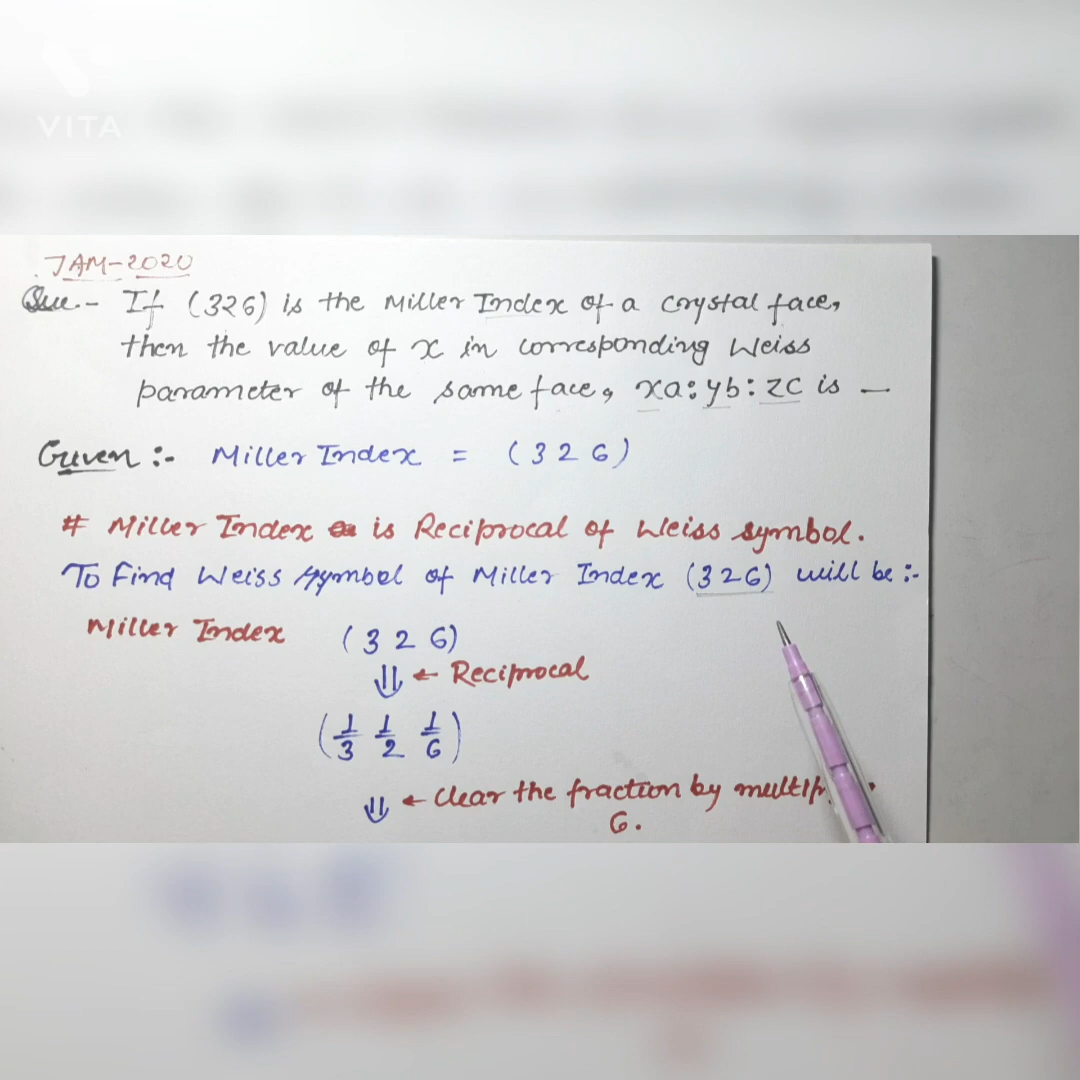 VITA
JAM-2020
Que.- If (326) is the Miller Index of a crystal face,
then the value of x in corresponding Weiss
parameter of the same face, xa:yb:zc is —
Given :- Miller Index = (3 2 6)
# Miller Index is Reciprocal of Weiss symbol.
To Find Weiss symbol of Miller Index (326) will be :-
Miller Index (3 2 6)
⇓ ← Reciprocal
(1/3 1/2 1/6)
⇓ ← Clear the fraction by
6.